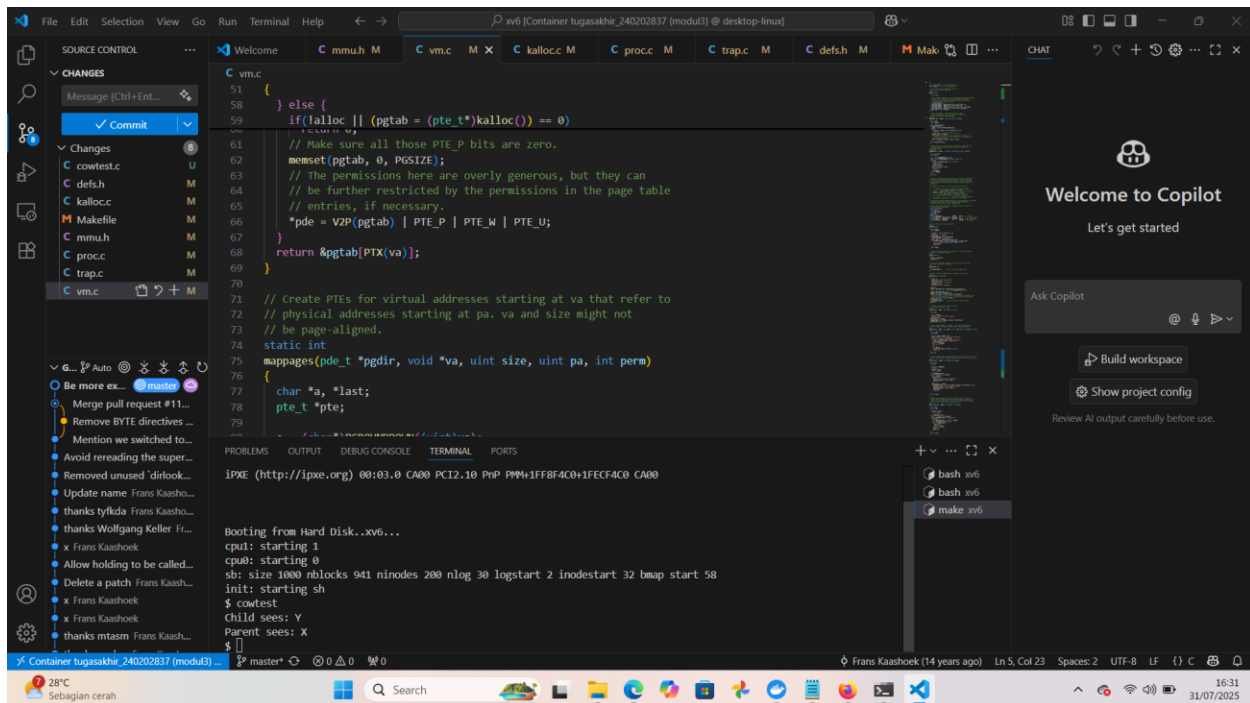 File Edit Selection View Go Run Terminal Help
xv6 [Container tugasakhir_240202837 (modul3) @ desktop-linux]
SOURCE CONTROL
CHANGES
Message (Ctrl+Ent...
Commit
Changes 8
C cowtest.c U
C defs.h M
C kalloc.c M
M Makefile M
C mmu.h M
C proc.c M
C trap.c M
C vm.c M
G... Auto
Be more ex... master
Merge pull request #11...
Remove BYTE directives ...
Mention we switched to...
Avoid rereading the super...
Removed unused `dirlook...
Update name Frans Kaasho...
thanks tyfkda Frans Kaasho...
thanks Wolfgang Keller Fr...
x Frans Kaashoek
Allow holding to be called...
Delete a patch Frans Kaash...
x Frans Kaashoek
x Frans Kaashoek
thanks mtasm Frans Kaash...
Welcome C mmu.h M C vm.c M C kalloc.c M C proc.c M C trap.c M C defs.h M M Mak
C vm.c
51 {
58 } else {
59 if(!alloc || (pgtab = (pte_t*)kalloc()) == 0)
60 return 0;
61 // Make sure all those PTE_P bits are zero.
62 memset(pgtab, 0, PGSIZE);
63 // The permissions here are overly generous, but they can
64 // be further restricted by the permissions in the page table
65 // entries, if necessary.
66 *pde = V2P(pgtab) | PTE_P | PTE_W | PTE_U;
67 }
68 return &pgtab[PTX(va)];
69 }
70
71 // Create PTEs for virtual addresses starting at va that refer to
72 // physical addresses starting at pa. va and size might not
73 // be page-aligned.
74 static int
75 mappages(pde_t *pgdir, void *va, uint size, uint pa, int perm)
76 {
77 char *a, *last;
78 pte_t *pte;
79
PROBLEMS OUTPUT DEBUG CONSOLE TERMINAL PORTS
iPXE (http://ipxe.org) 00:03.0 CA00 PCI2.10 PnP PMM+1FF8F4C0+1FECF4C0 CA00
Booting from Hard Disk..xv6...
cpu1: starting 1
cpu0: starting 0
sb: size 1000 nblocks 941 ninodes 200 nlog 30 logstart 2 inodestart 32 bmap start 58
init: starting sh
$ cowtest
Child sees: Y
Parent sees: X
$
bash xv6
bash xv6
make xv6
CHAT
Welcome to Copilot
Let's get started
Ask Copilot
Build workspace
Show project config
Review AI output carefully before use.
Container tugasakhir_240202837 (modul3) ... master* 0 0 0 Frans Kaashoek (14 years ago) Ln 5, Col 23 Spaces: 2 UTF-8 LF {} C
7
28°C
Sebagian cerah
Search
16:31
31/07/2025